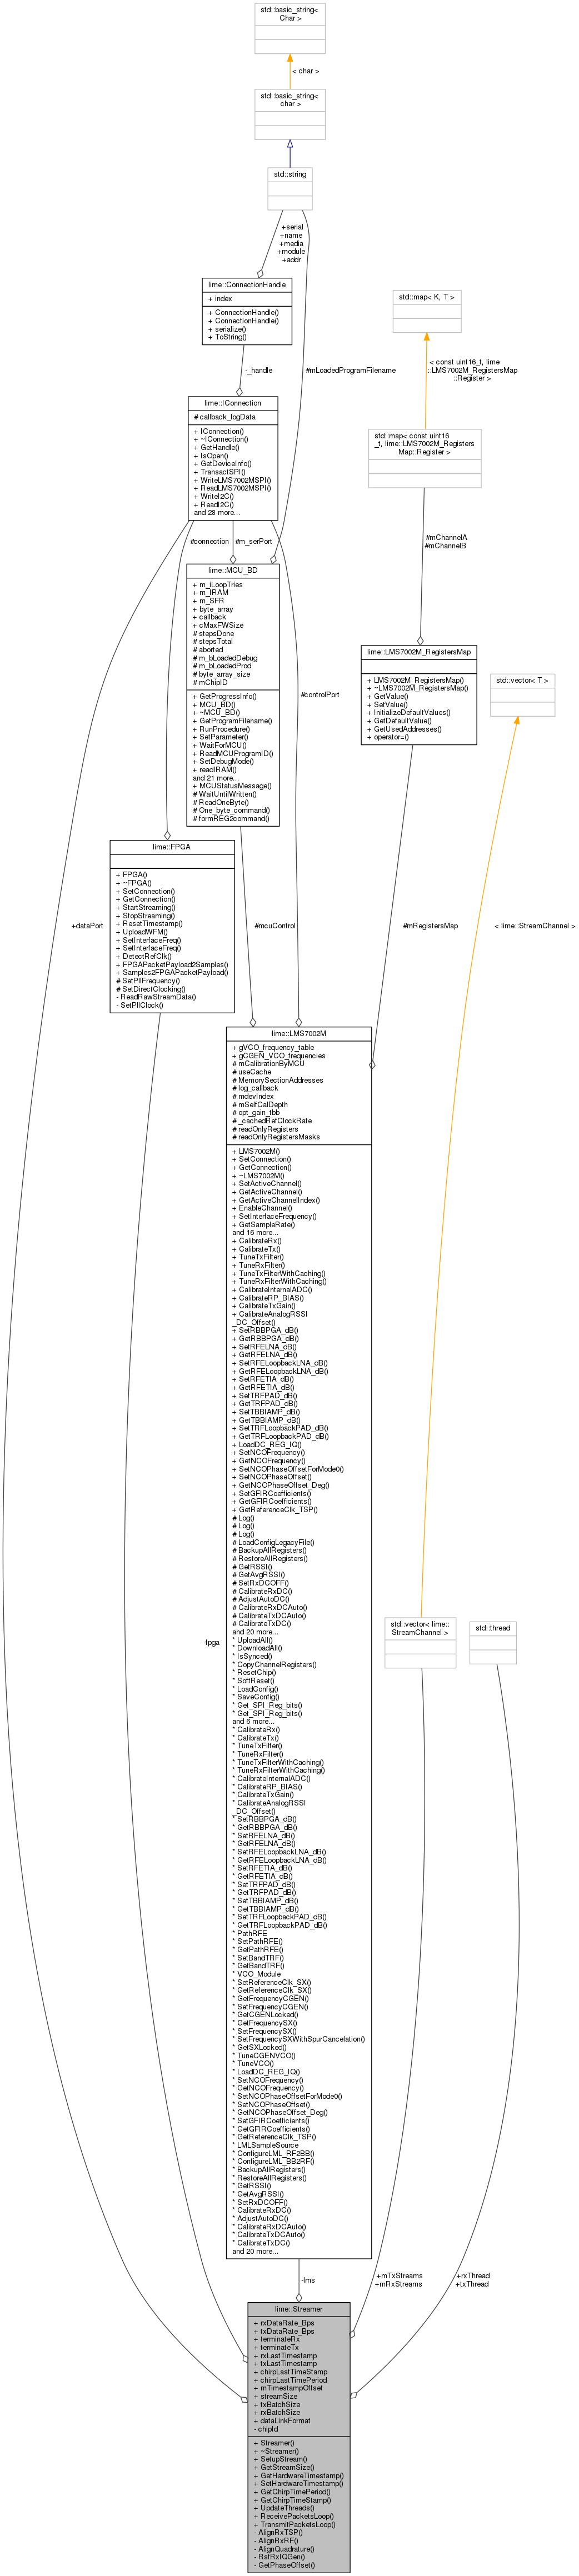 std::basic_string<
Char >
< char >
std::basic_string<
char >
std::string
+serial
+name
+media
+module
+addr
lime::ConnectionHandle
+ index
+ ConnectionHandle()
+ ConnectionHandle()
+ serialize()
+ ToString()
std::map< K, T >
-_handle
#mLoadedProgramFilename
< const uint16_t, lime
::LMS7002M_RegistersMap
::Register >
lime::IConnection
# callback_logData
+ IConnection()
+ ~IConnection()
+ GetHandle()
+ IsOpen()
+ GetDeviceInfo()
+ TransactSPI()
+ WriteLMS7002MSPI()
+ ReadLMS7002MSPI()
+ WriteI2C()
+ ReadI2C()
and 28 more...
std::map< const uint16
_t, lime::LMS7002M_Registers
Map::Register >
#connection
#m_serPort
#mChannelA
#mChannelB
lime::MCU_BD
+ m_iLoopTries
+ m_IRAM
+ m_SFR
+ byte_array
+ callback
+ cMaxFWSize
# stepsDone
# stepsTotal
# aborted
# m_bLoadedDebug
# m_bLoadedProd
# byte_array_size
# mChipID
+ GetProgressInfo()
+ MCU_BD()
+ ~MCU_BD()
+ GetProgramFilename()
+ RunProcedure()
+ SetParameter()
+ WaitForMCU()
+ ReadMCUProgramID()
+ SetDebugMode()
+ readIRAM()
and 21 more...
+ MCUStatusMessage()
# WaitUntilWritten()
# ReadOneByte()
# One_byte_command()
# formREG2command()
#controlPort
lime::LMS7002M_RegistersMap
+ LMS7002M_RegistersMap()
+ ~LMS7002M_RegistersMap()
+ GetValue()
+ SetValue()
+ InitializeDefaultValues()
+ GetDefaultValue()
+ GetUsedAddresses()
+ operator=()
std::vector< T >
lime::FPGA
+ FPGA()
+ ~FPGA()
+ SetConnection()
+ GetConnection()
+ StartStreaming()
+ StopStreaming()
+ ResetTimestamp()
+ UploadWFM()
+ SetInterfaceFreq()
+ SetInterfaceFreq()
+ DetectRefClk()
+ FPGAPacketPayload2Samples()
+ Samples2FPGAPacketPayload()
# SetPllFrequency()
# SetDirectClocking()
- ReadRawStreamData()
- SetPllClock()
+dataPort
#mcuControl
#mRegistersMap
< lime::StreamChannel >
lime::LMS7002M
+ gVCO_frequency_table
+ gCGEN_VCO_frequencies
# mCalibrationByMCU
# useCache
# MemorySectionAddresses
# log_callback
# mdevIndex
# mSelfCalDepth
# opt_gain_tbb
# _cachedRefClockRate
# readOnlyRegisters
# readOnlyRegistersMasks
+ LMS7002M()
+ SetConnection()
+ GetConnection()
+ ~LMS7002M()
+ SetActiveChannel()
+ GetActiveChannel()
+ GetActiveChannelIndex()
+ EnableChannel()
+ SetInterfaceFrequency()
+ GetSampleRate()
and 16 more...
+ CalibrateRx()
+ CalibrateTx()
+ TuneTxFilter()
+ TuneRxFilter()
+ TuneTxFilterWithCaching()
+ TuneRxFilterWithCaching()
+ CalibrateInternalADC()
+ CalibrateRP_BIAS()
+ CalibrateTxGain()
+ CalibrateAnalogRSSI
_DC_Offset()
+ SetRBBPGA_dB()
+ GetRBBPGA_dB()
+ SetRFELNA_dB()
+ GetRFELNA_dB()
+ SetRFELoopbackLNA_dB()
+ GetRFELoopbackLNA_dB()
+ SetRFETIA_dB()
+ GetRFETIA_dB()
+ SetTRFPAD_dB()
+ GetTRFPAD_dB()
+ SetTBBIAMP_dB()
+ GetTBBIAMP_dB()
+ SetTRFLoopbackPAD_dB()
+ GetTRFLoopbackPAD_dB()
+ LoadDC_REG_IQ()
+ SetNCOFrequency()
+ GetNCOFrequency()
+ SetNCOPhaseOffsetForMode0()
+ SetNCOPhaseOffset()
+ GetNCOPhaseOffset_Deg()
+ SetGFIRCoefficients()
+ GetGFIRCoefficients()
+ GetReferenceClk_TSP()
# Log()
# Log()
# Log()
# LoadConfigLegacyFile()
# BackupAllRegisters()
# RestoreAllRegisters()
# GetRSSI()
# GetAvgRSSI()
# SetRxDCOFF()
# CalibrateRxDC()
# AdjustAutoDC()
# CalibrateRxDCAuto()
# CalibrateTxDCAuto()
# CalibrateTxDC()
and 20 more...
* UploadAll()
* DownloadAll()
* IsSynced()
* CopyChannelRegisters()
* ResetChip()
* SoftReset()
* LoadConfig()
* SaveConfig()
* Get_SPI_Reg_bits()
* Get_SPI_Reg_bits()
and 6 more...
* CalibrateRx()
* CalibrateTx()
* TuneTxFilter()
* TuneRxFilter()
* TuneTxFilterWithCaching()
* TuneRxFilterWithCaching()
* CalibrateInternalADC()
* CalibrateRP_BIAS()
* CalibrateTxGain()
* CalibrateAnalogRSSI
_DC_Offset()
* SetRBBPGA_dB()
* GetRBBPGA_dB()
* SetRFELNA_dB()
* GetRFELNA_dB()
* SetRFELoopbackLNA_dB()
* GetRFELoopbackLNA_dB()
* SetRFETIA_dB()
* GetRFETIA_dB()
* SetTRFPAD_dB()
* GetTRFPAD_dB()
* SetTBBIAMP_dB()
* GetTBBIAMP_dB()
* SetTRFLoopbackPAD_dB()
* GetTRFLoopbackPAD_dB()
* PathRFE
* SetPathRFE()
* GetPathRFE()
* SetBandTRF()
* GetBandTRF()
* VCO_Module
* SetReferenceClk_SX()
* GetReferenceClk_SX()
* GetFrequencyCGEN()
* SetFrequencyCGEN()
* GetCGENLocked()
* GetFrequencySX()
* SetFrequencySX()
* SetFrequencySXWithSpurCancelation()
* GetSXLocked()
* TuneCGENVCO()
* TuneVCO()
* LoadDC_REG_IQ()
* SetNCOFrequency()
* GetNCOFrequency()
* SetNCOPhaseOffsetForMode0()
* SetNCOPhaseOffset()
* GetNCOPhaseOffset_Deg()
* SetGFIRCoefficients()
* GetGFIRCoefficients()
* GetReferenceClk_TSP()
* LMLSampleSource
* ConfigureLML_RF2BB()
* ConfigureLML_BB2RF()
* BackupAllRegisters()
* RestoreAllRegisters()
* GetRSSI()
* GetAvgRSSI()
* SetRxDCOFF()
* CalibrateRxDC()
* AdjustAutoDC()
* CalibrateRxDCAuto()
* CalibrateTxDCAuto()
* CalibrateTxDC()
and 20 more...
-fpga
std::vector< lime::
StreamChannel >
std::thread
-lms
+mTxStreams
+mRxStreams
+rxThread
+txThread
lime::Streamer
+ rxDataRate_Bps
+ txDataRate_Bps
+ terminateRx
+ terminateTx
+ rxLastTimestamp
+ txLastTimestamp
+ chirpLastTimeStamp
+ chirpLastTimePeriod
+ mTimestampOffset
+ streamSize
+ txBatchSize
+ rxBatchSize
+ dataLinkFormat
- chipId
+ Streamer()
+ ~Streamer()
+ SetupStream()
+ GetStreamSize()
+ GetHardwareTimestamp()
+ SetHardwareTimestamp()
+ GetChirpTimePeriod()
+ GetChirpTimeStamp()
+ UpdateThreads()
+ ReceivePacketsLoop()
+ TransmitPacketsLoop()
- AlignRxTSP()
- AlignRxRF()
- AlignQuadrature()
- RstRxIQGen()
- GetPhaseOffset()